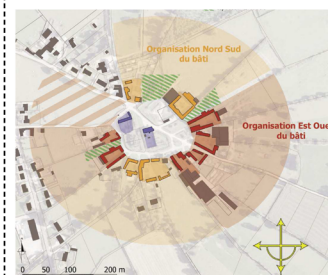 Organisation Nord Sud
du bâti
Organisation Est Oue
du bâti
0 50 100 200 m